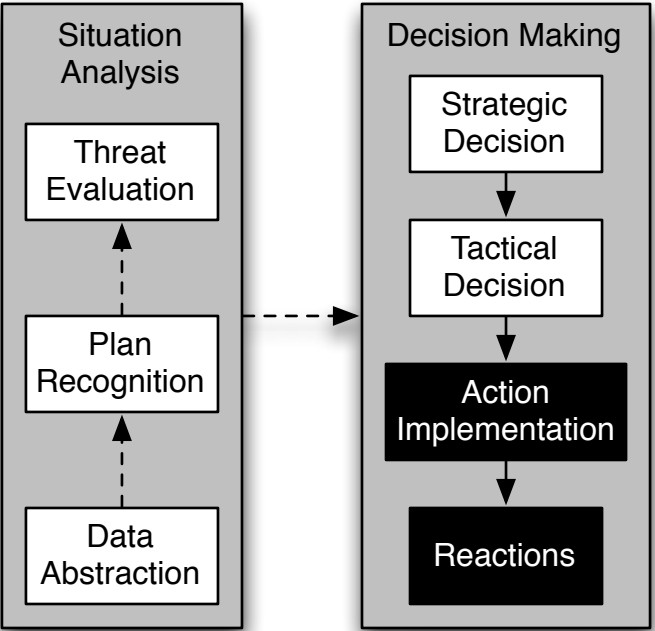 Situation
Analysis
Threat
Evaluation
Plan
Recognition
Data
Abstraction
Decision Making
Strategic
Decision
Tactical
Decision
Action
Implementation
Reactions